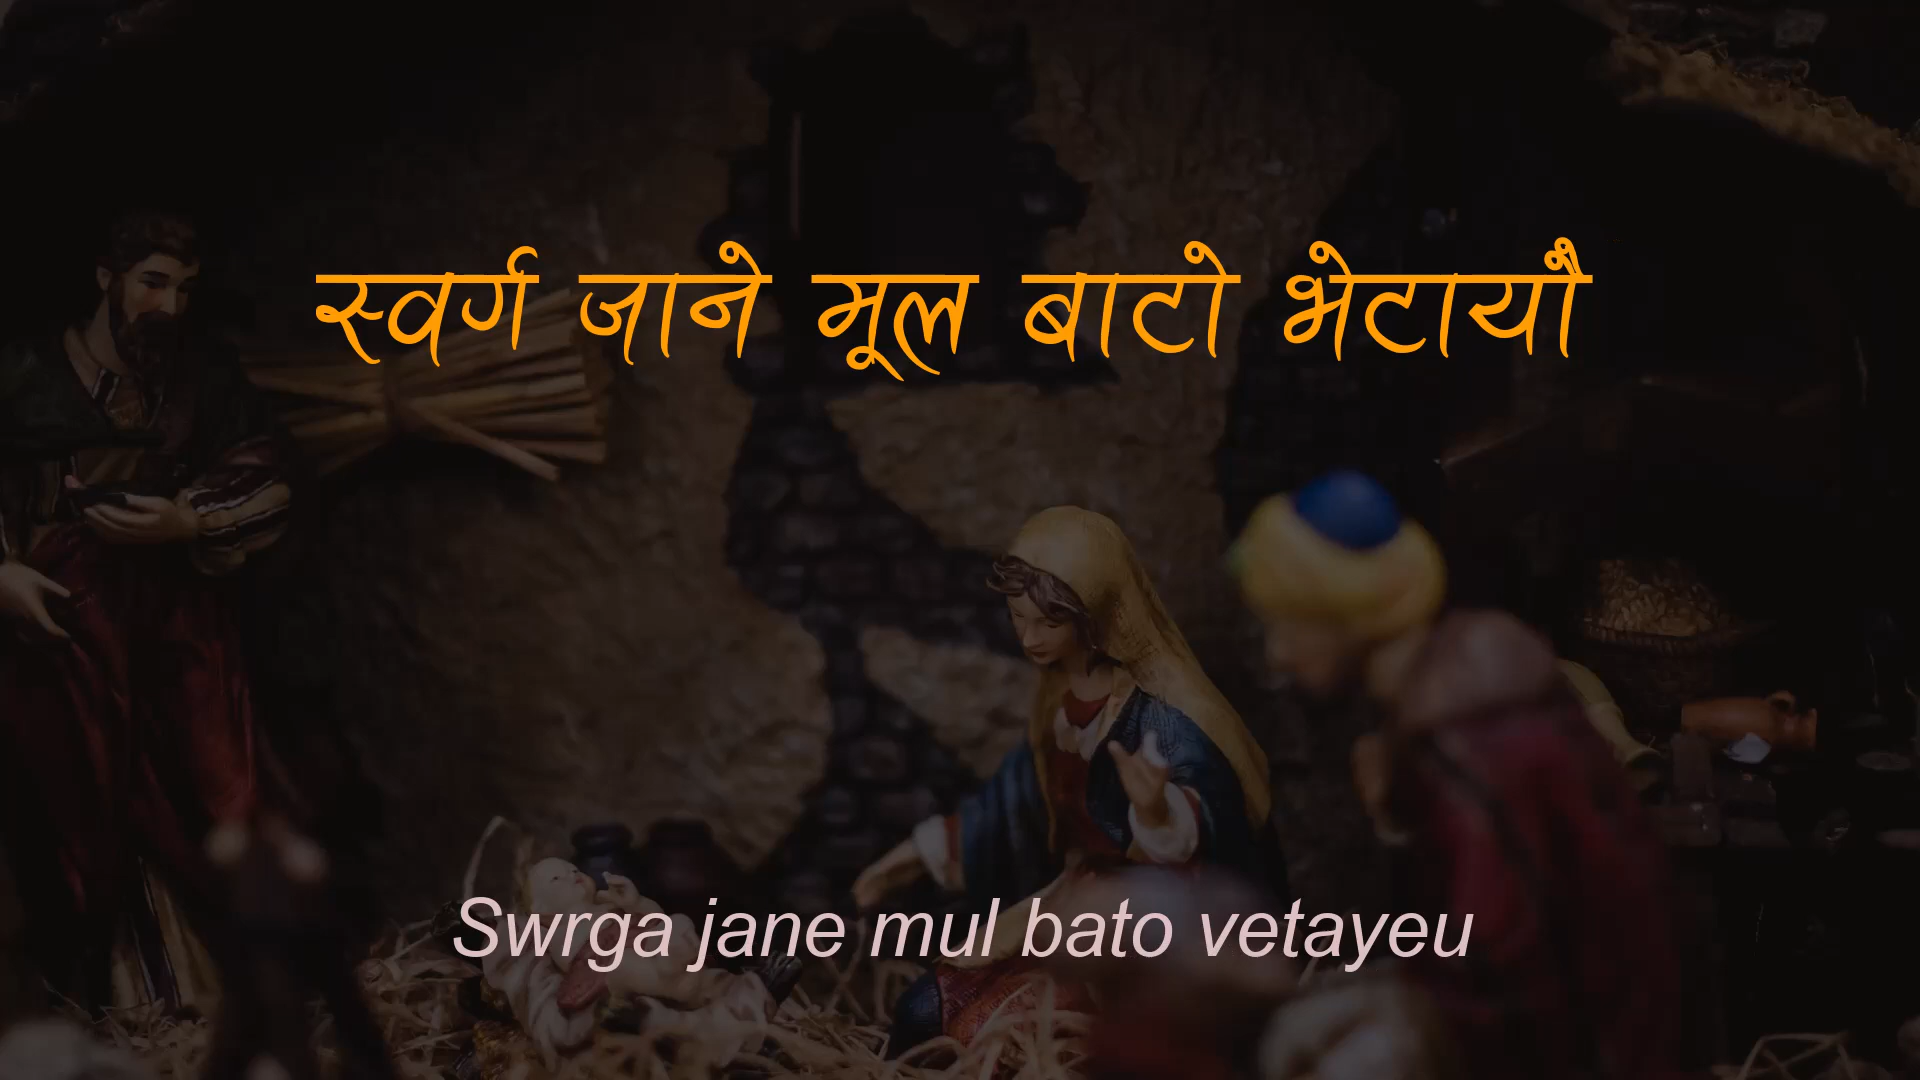 स्वर्ग जाने मूल बाटो भेटायौ
Swrga jane mul bato vetayeu